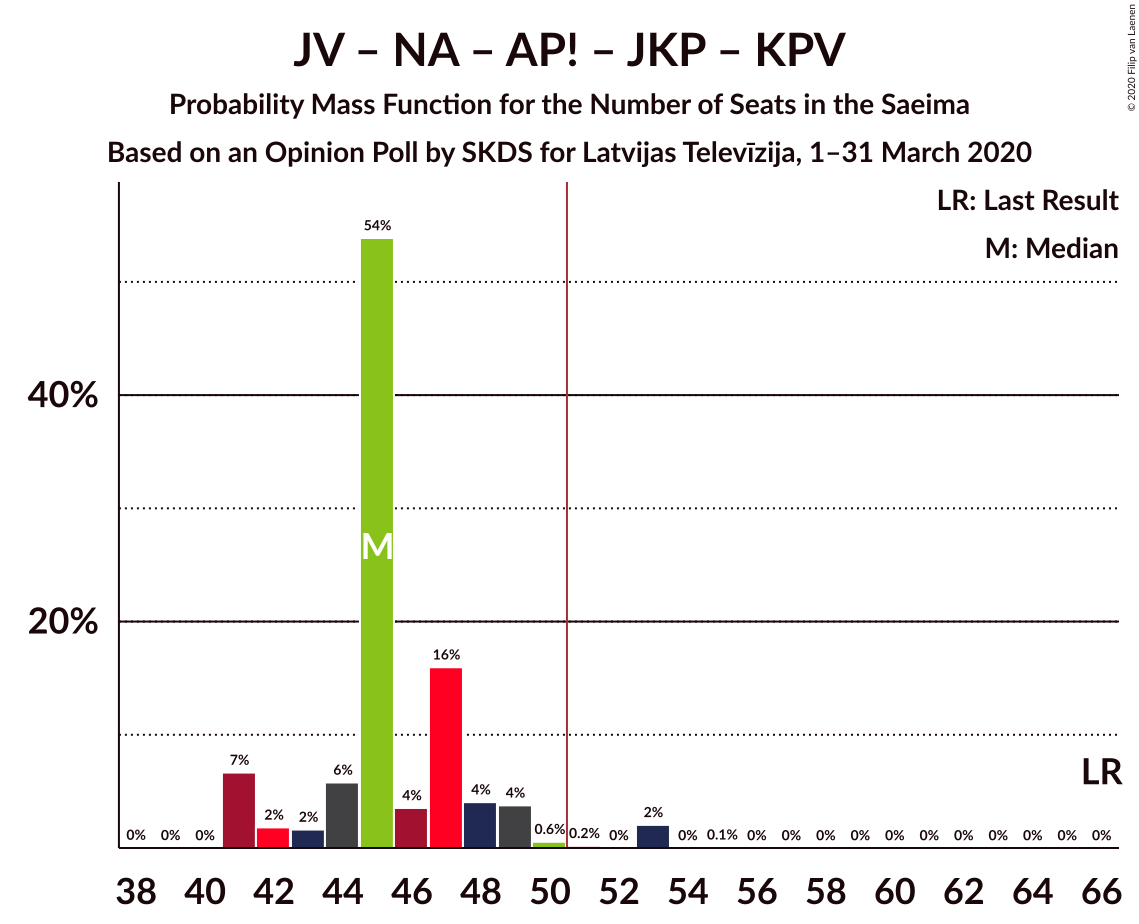 JV – NA – AP! – JKP – KPV
Probability Mass Function for the Number of Seats in the Saeima
Based on an Opinion Poll by SKDS for Latvijas Televīzija, 1–31 March 2020
© 2020 Filip van Laenen
LR: Last Result
M: Median
40%
20%
0% 0% 0% 7% 2% 2% 6% 54% 4% 16% 4% 4% 0.6% 0.2% 0% 2% 0% 0.1% 0% 0% 0% 0% 0% 0% 0% 0% 0% 0% 0%
M
LR
38 40 42 44 46 48 50 52 54 56 58 60 62 64 66